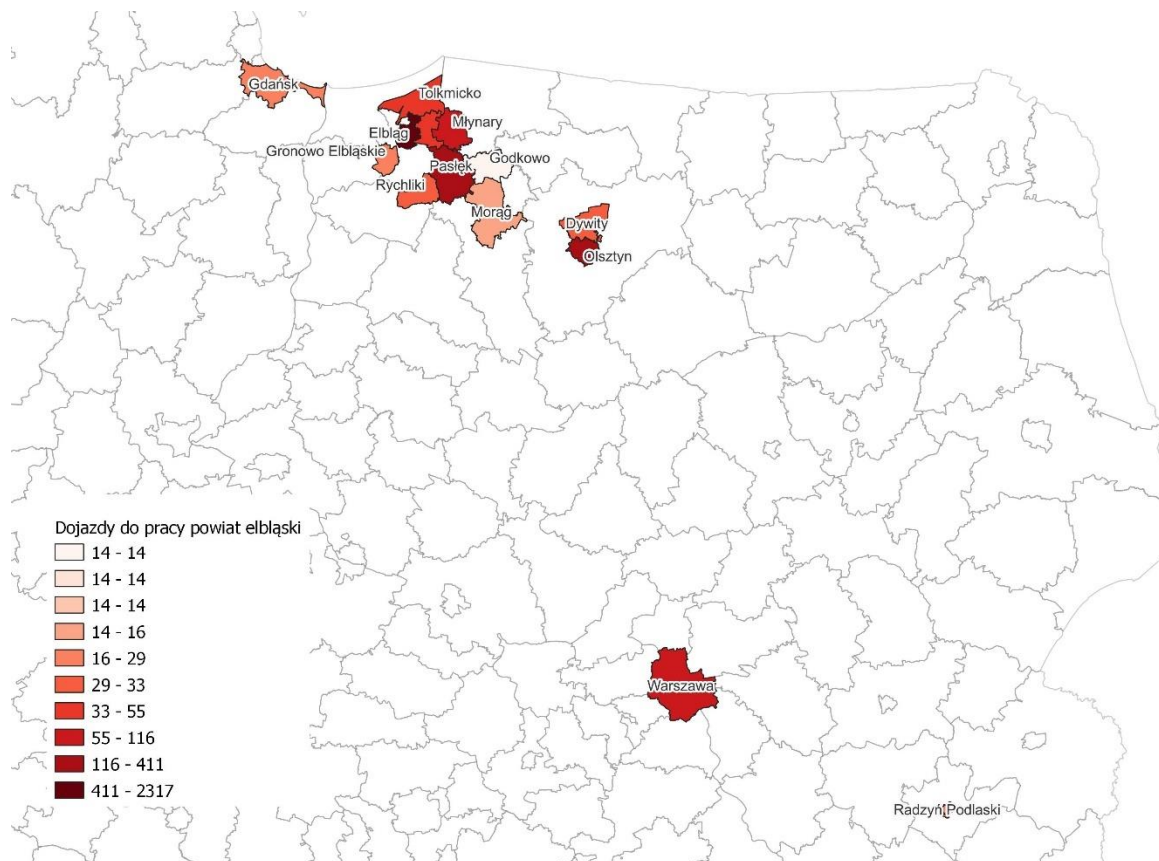 Gdańsk
Tolkmicko
Młynary
Elbląg
Gronowo Elbląskie
Godkowo
Pasłęk
Rychliki
Morąg
Dywity
Olsztyn
Dojazdy do pracy powiat elbląski
14 - 14
14 - 14
14 - 14
14 - 16
16 - 29
29 - 33
33 - 55
55 - 116
116 - 411
411 - 2317
Warszawa
Radzyń Podlaski